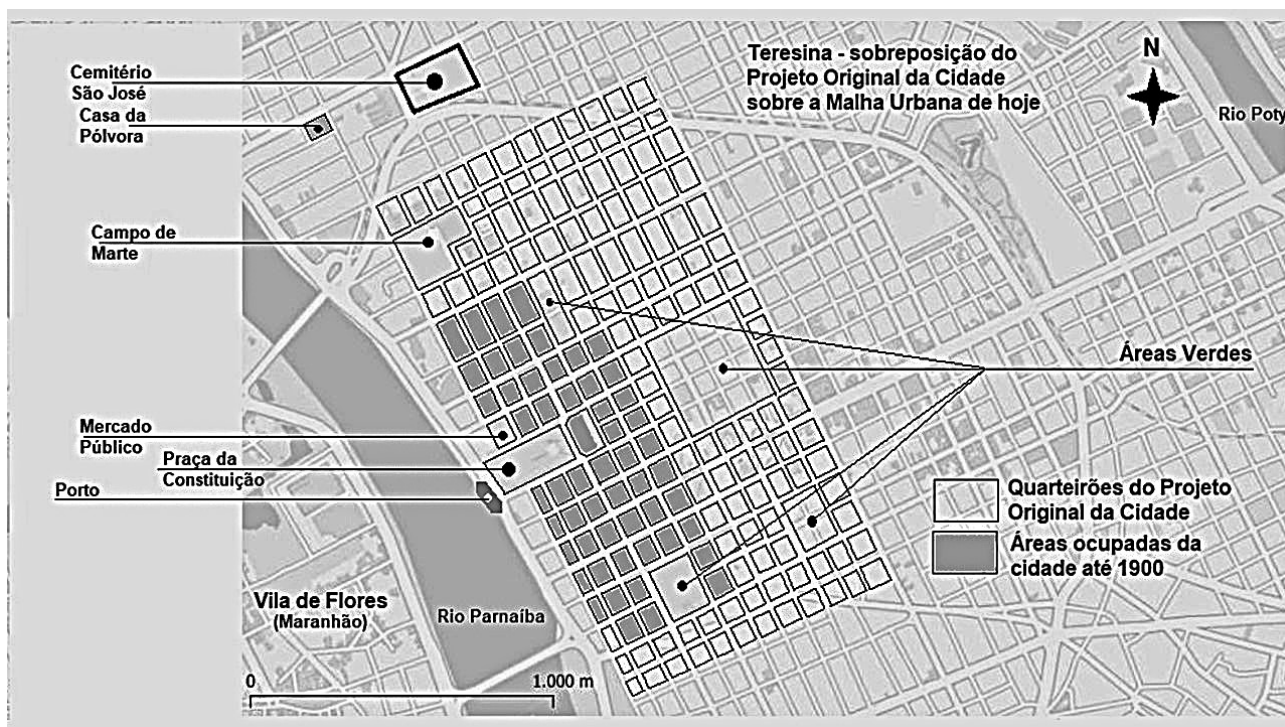 Teresina - sobreposição do
Projeto Original da Cidade
sobre a Malha Urbana de hoje
N
Rio Poty
Cemitério
São José
Casa da
Pólvora
Campo de
Marte
Áreas Verdes
Mercado
Público
Praça da
Constituição
Porto
Quarteirões do Projeto
Original da Cidade
Áreas ocupadas da
cidade até 1900
Vila de Flores
(Maranhão)
Rio Parnaíba
0 1.000 m